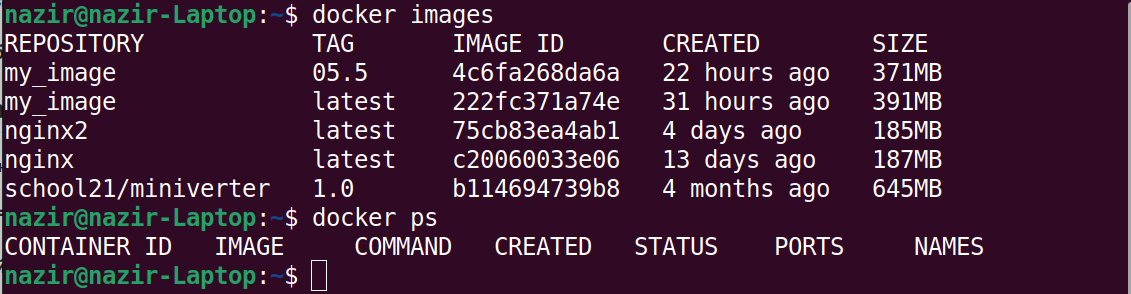 nazir@nazir-Laptop:~$ docker images
REPOSITORY TAG IMAGE ID CREATED SIZE
my_image 05.5 4c6fa268da6a 22 hours ago 371MB
my_image latest 222fc371a74e 31 hours ago 391MB
nginx2 latest 75cb83ea4ab1 4 days ago 185MB
nginx latest c20060033e06 13 days ago 187MB
school21/miniverter 1.0 b114694739b8 4 months ago 645MB
nazir@nazir-Laptop:~$ docker ps
CONTAINER ID IMAGE COMMAND CREATED STATUS PORTS NAMES
nazir@nazir-Laptop:~$